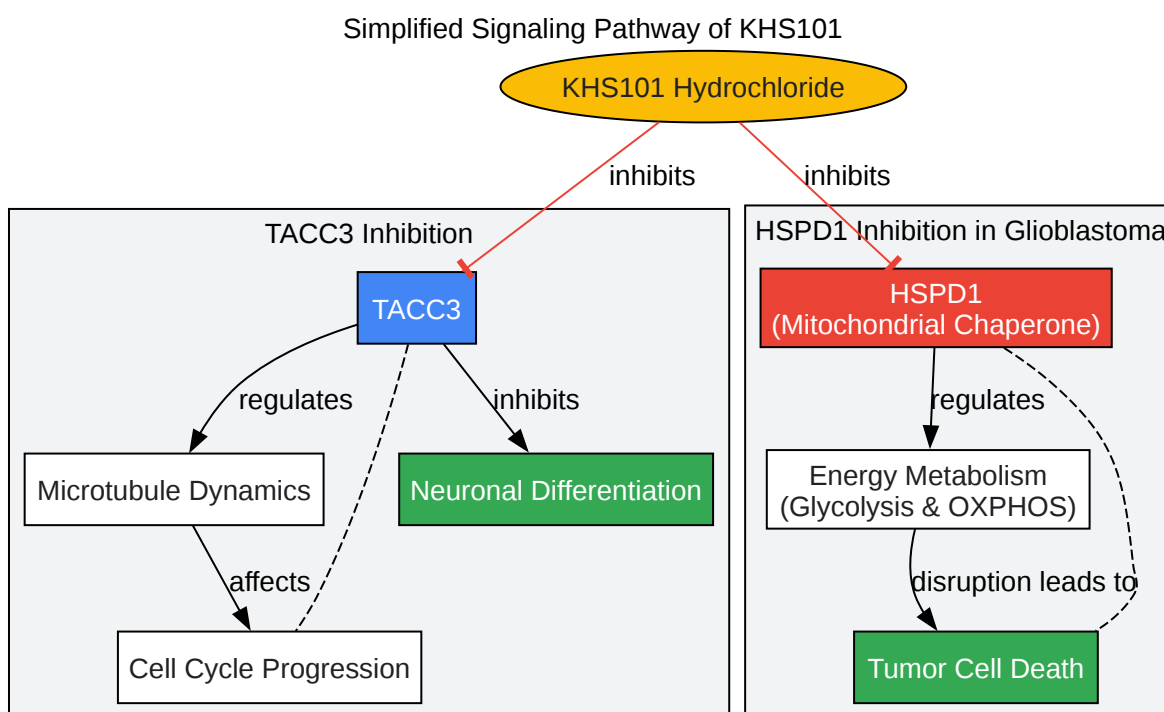 Simplified Signaling Pathway of KHS101
KHS101 Hydrochloride
inhibits
inhibits
TACC3 Inhibition
HSPD1 Inhibition in Glioblastoma
TACC3
HSPD1
(Mitochondrial Chaperone)
regulates
inhibits
regulates
Microtubule Dynamics
Neuronal Differentiation
Energy Metabolism
(Glycolysis & OXPHOS)
affects
disruption leads to
Cell Cycle Progression
Tumor Cell Death